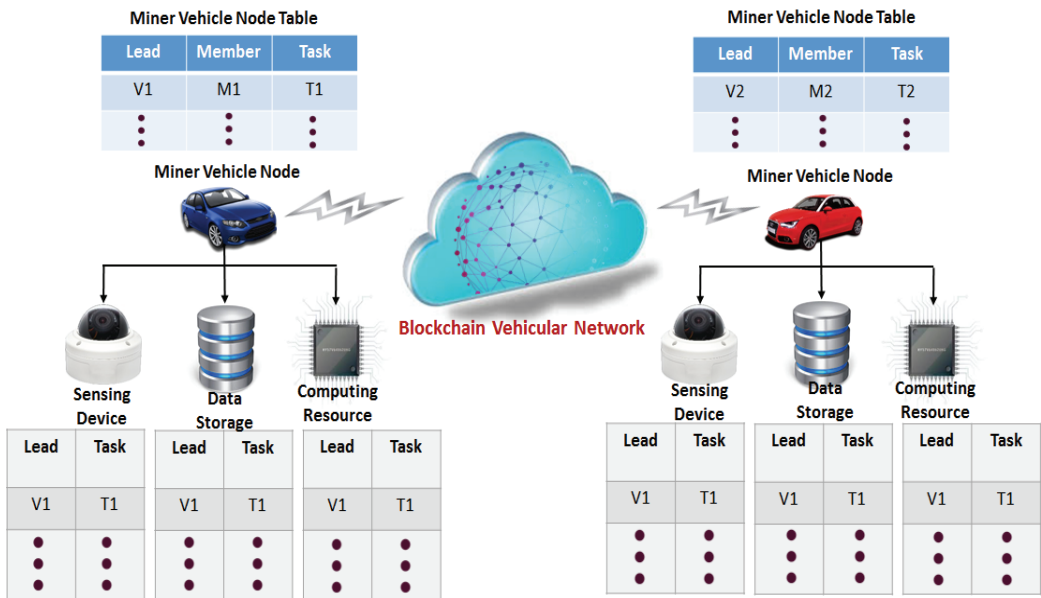 Miner Vehicle Node Table
Lead Member Task
V1 M1 T1
Miner Vehicle Node
Miner Vehicle Node Table
Lead Member Task
V2 M2 T2
Miner Vehicle Node
Blockchain Vehicular Network
Sensing
Device
Data
Storage
Computing
Resource
Lead Task
V1 T1
Lead Task
V1 T1
Lead Task
V1 T1
Sensing
Device
Data
Storage
Computing
Resource
Lead Task
V1 T1
Lead Task
V1 T1
Lead Task
V1 T1